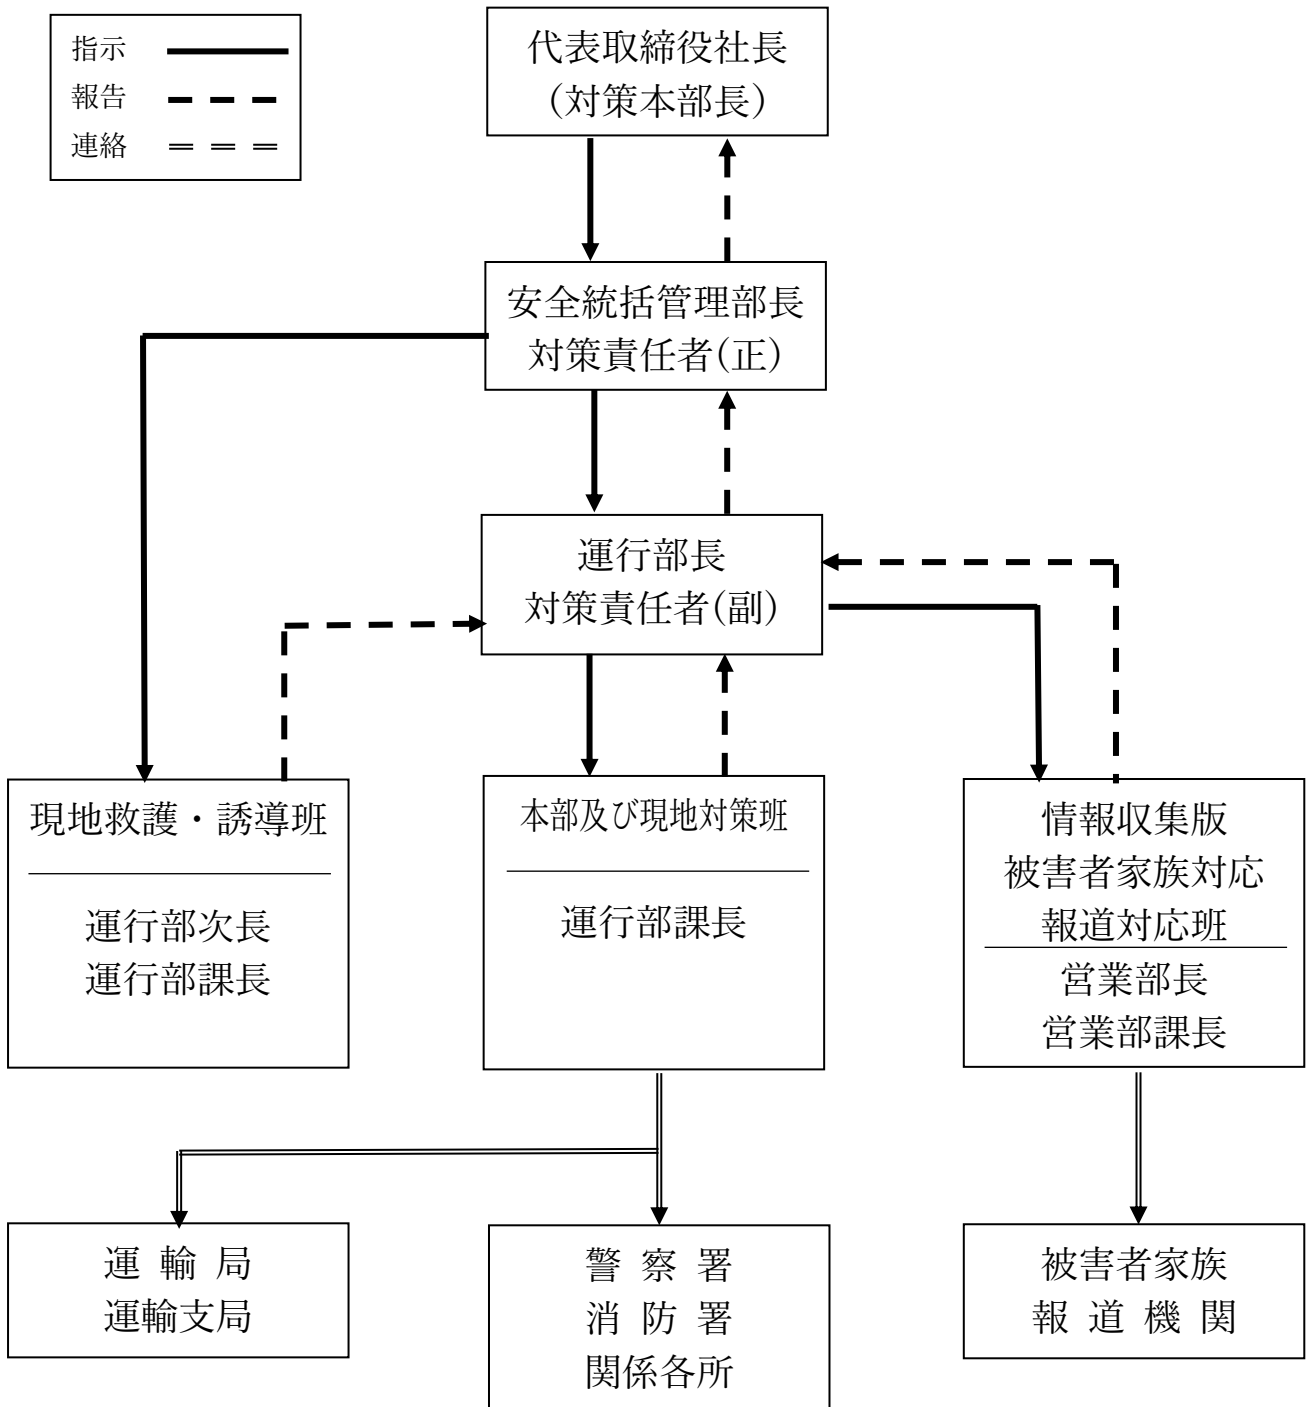 指示
報告
連絡
代表取締役社長
(対策本部長)
安全統括管理部長
対策責任者(正)
運行部長
対策責任者(副)
現地救護・誘導班
運行部次長
運行部課長
本部及び現地対策班
運行部課長
情報収集版
被害者家族対応
報道対応班
営業部長
営業部課長
運 輸 局
運輸支局
警 察 署
消 防 署
関係各所
被害者家族
報 道 機 関